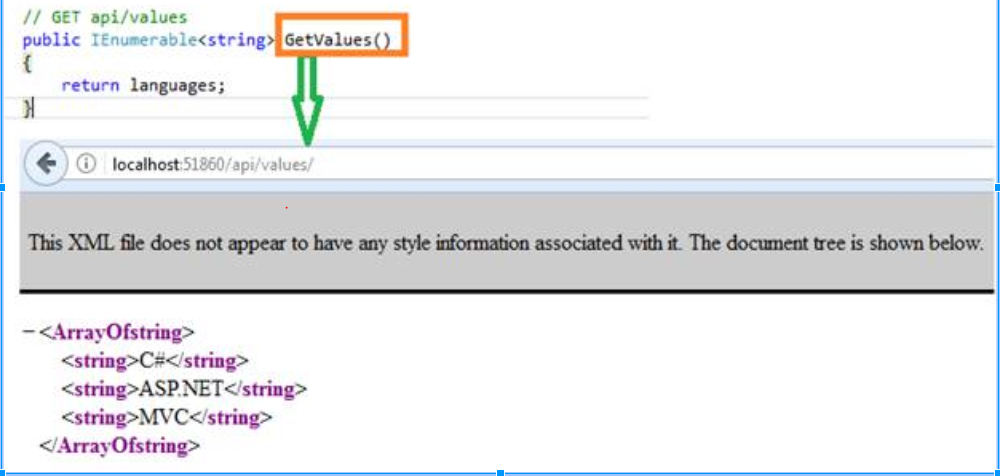 // GET api/values
public IEnumerable<string> GetValues()
{
return languages;
}
localhost:51860/api/values/
This XML file does not appear to have any style information associated with it. The document tree is shown below.
−<ArrayOfstring>
<string>C#</string>
<string>ASP.NET</string>
<string>MVC</string>
</ArrayOfstring>